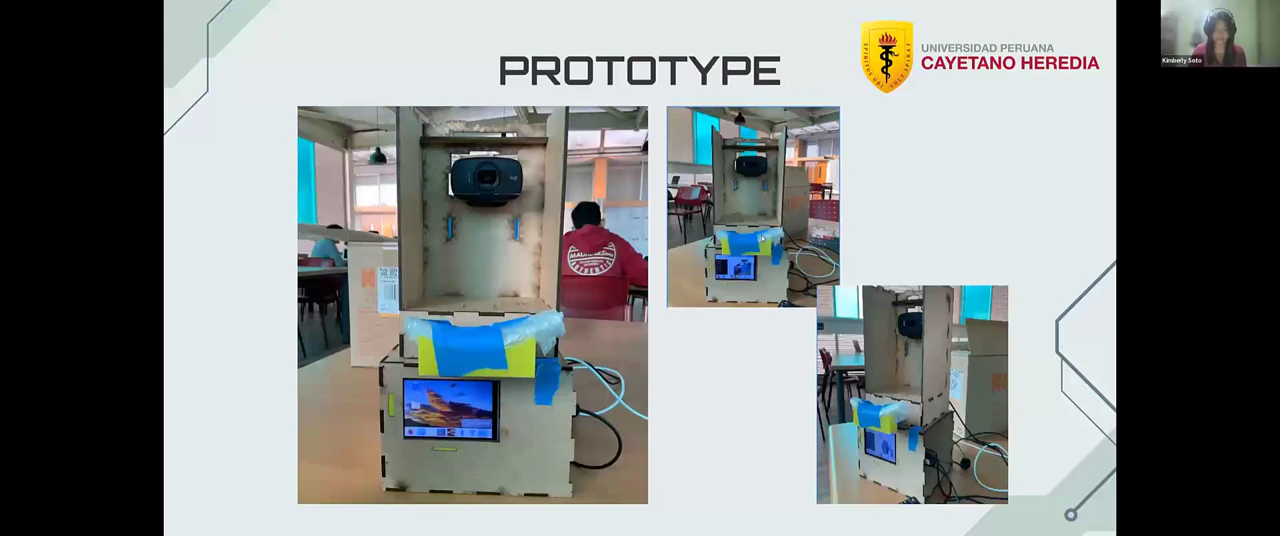 PROTOTYPE
UNIVERSIDAD PERUANA
CAYETANO HEREDIA
Kimberly Soto